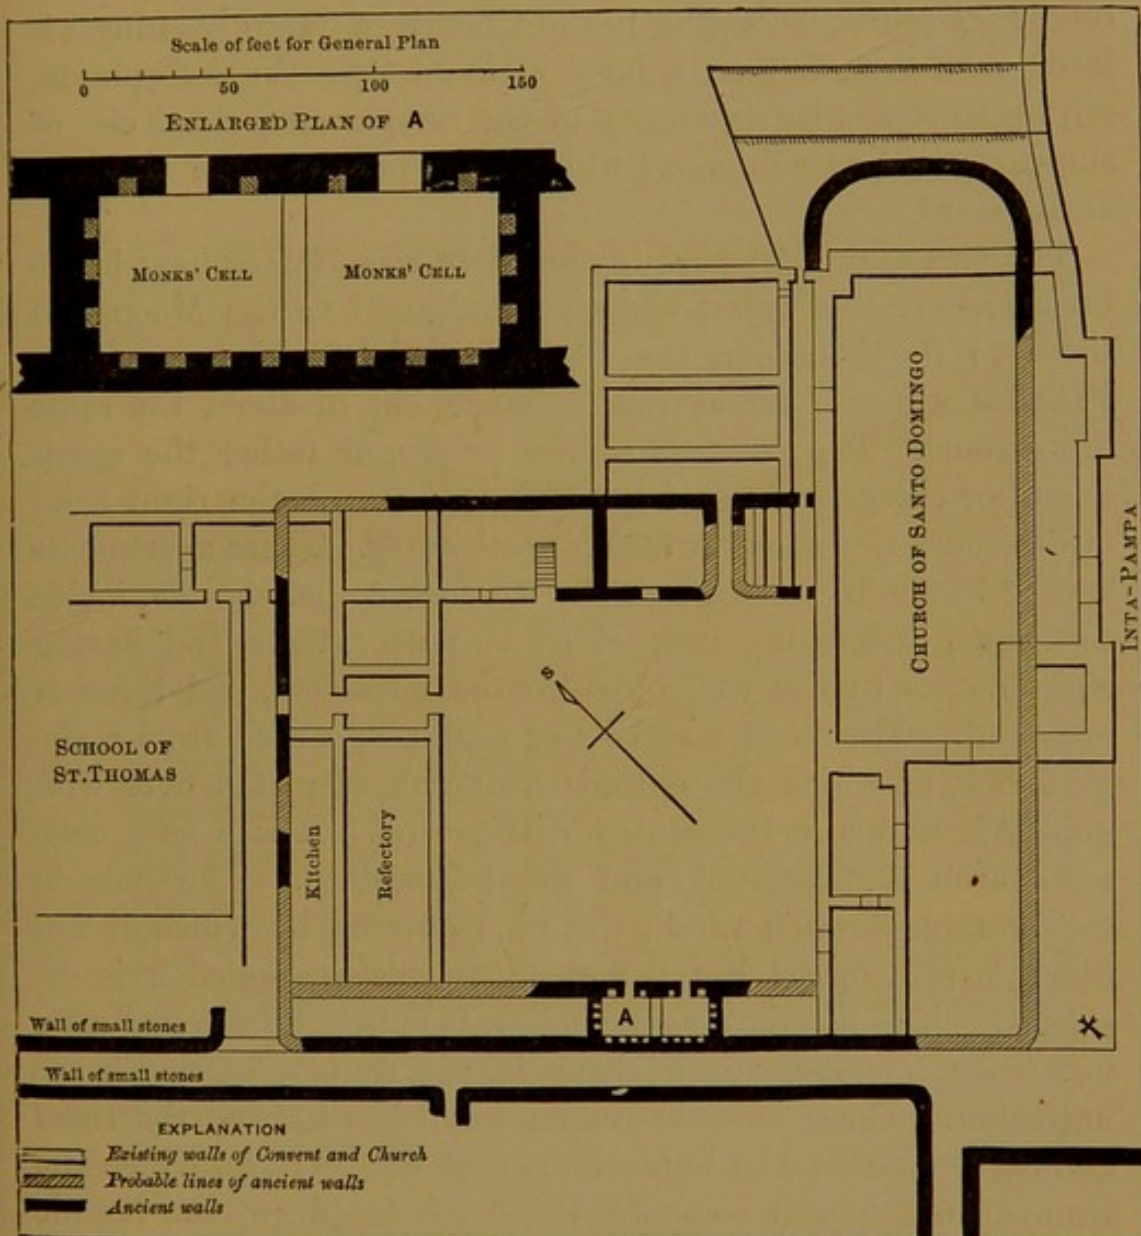 Scale of feet for General Plan
0 50 100 150
ENLARGED PLAN OF A
MONKS' CELL
MONKS' CELL
CHURCH OF SANTO DOMINGO
INTA-PAMPA
S
SCHOOL OF
ST. THOMAS
Kitchen
Refectory
A
Wall of small stones
Wall of small stones
EXPLANATION
Existing walls of Convent and Church
Probable lines of ancient walls
Ancient walls